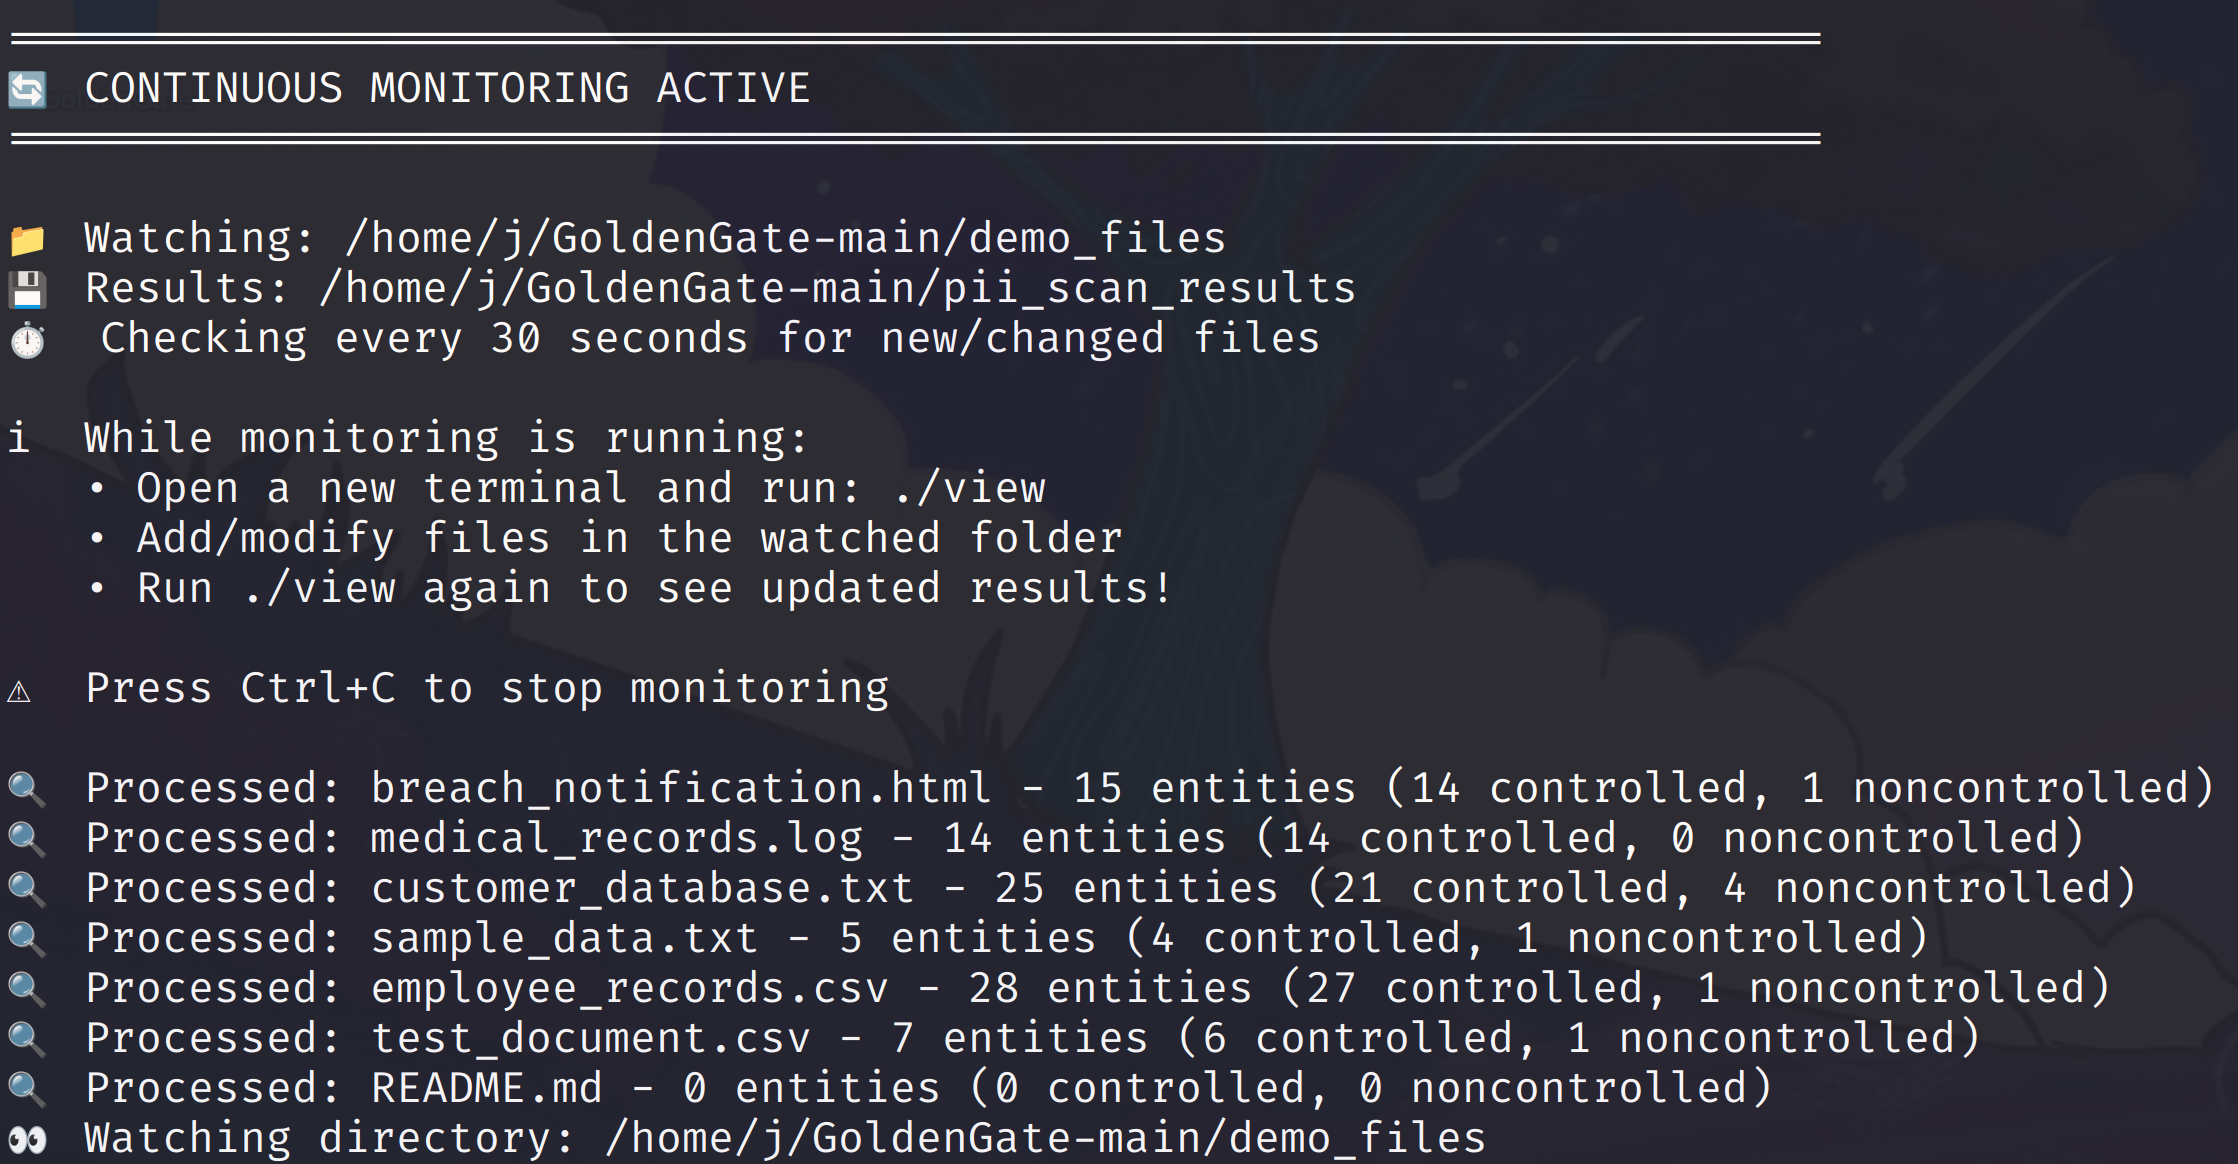 CONTINUOUS MONITORING ACTIVE
Watching: /home/j/GoldenGate-main/demo_files
Results: /home/j/GoldenGate-main/pii_scan_results
Checking every 30 seconds for new/changed files
i While monitoring is running:
• Open a new terminal and run: ./view
• Add/modify files in the watched folder
• Run ./view again to see updated results!
⚠ Press Ctrl+C to stop monitoring
Processed: breach_notification.html - 15 entities (14 controlled, 1 noncontrolled)
Processed: medical_records.log - 14 entities (14 controlled, 0 noncontrolled)
Processed: customer_database.txt - 25 entities (21 controlled, 4 noncontrolled)
Processed: sample_data.txt - 5 entities (4 controlled, 1 noncontrolled)
Processed: employee_records.csv - 28 entities (27 controlled, 1 noncontrolled)
Processed: test_document.csv - 7 entities (6 controlled, 1 noncontrolled)
Processed: README.md - 0 entities (0 controlled, 0 noncontrolled)
Watching directory: /home/j/GoldenGate-main/demo_files